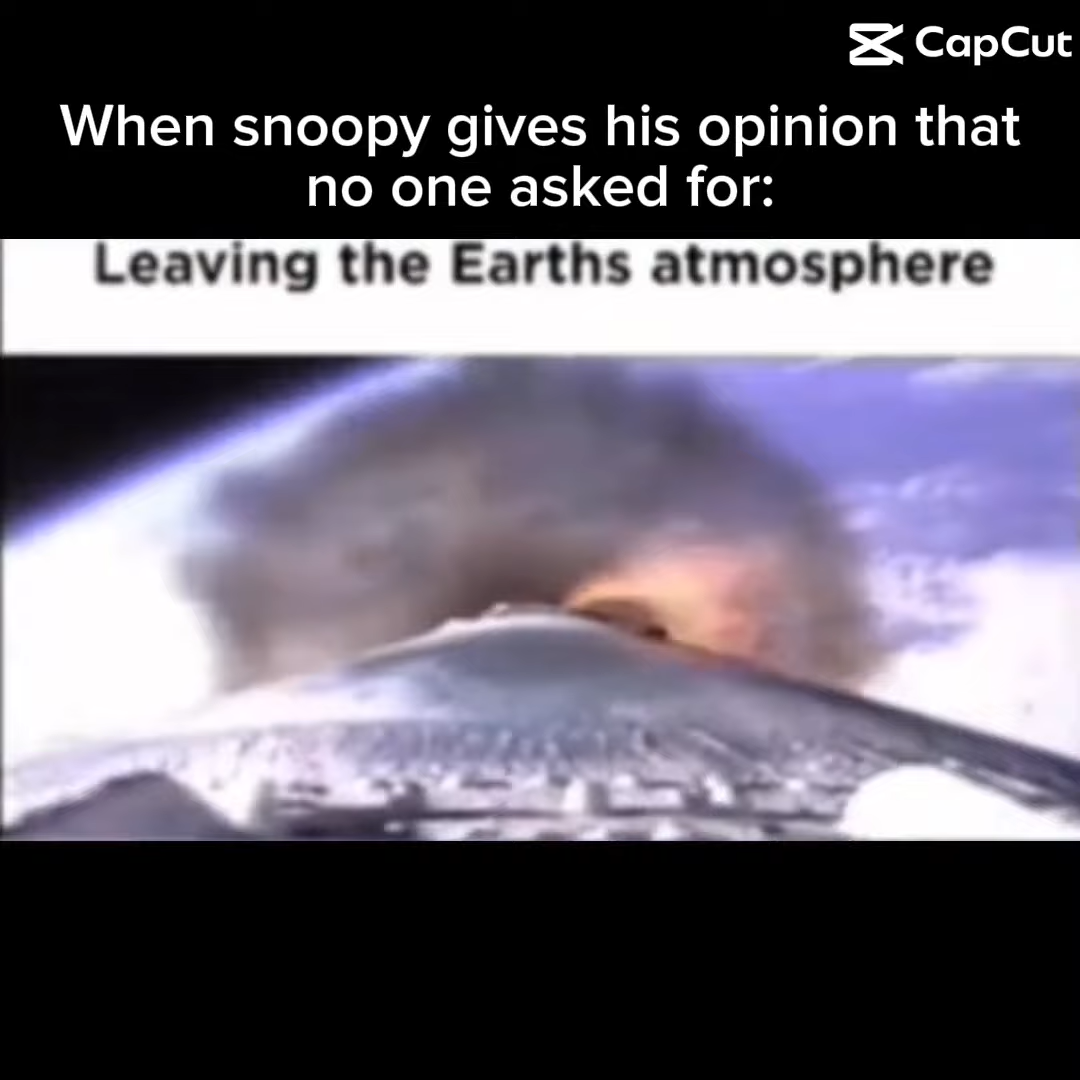 CapCut
When snoopy gives his opinion that
no one asked for:
Leaving the Earths atmosphere